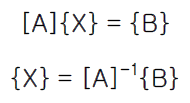 [A]{X} = {B}
{X} = [A]⁻¹{B}